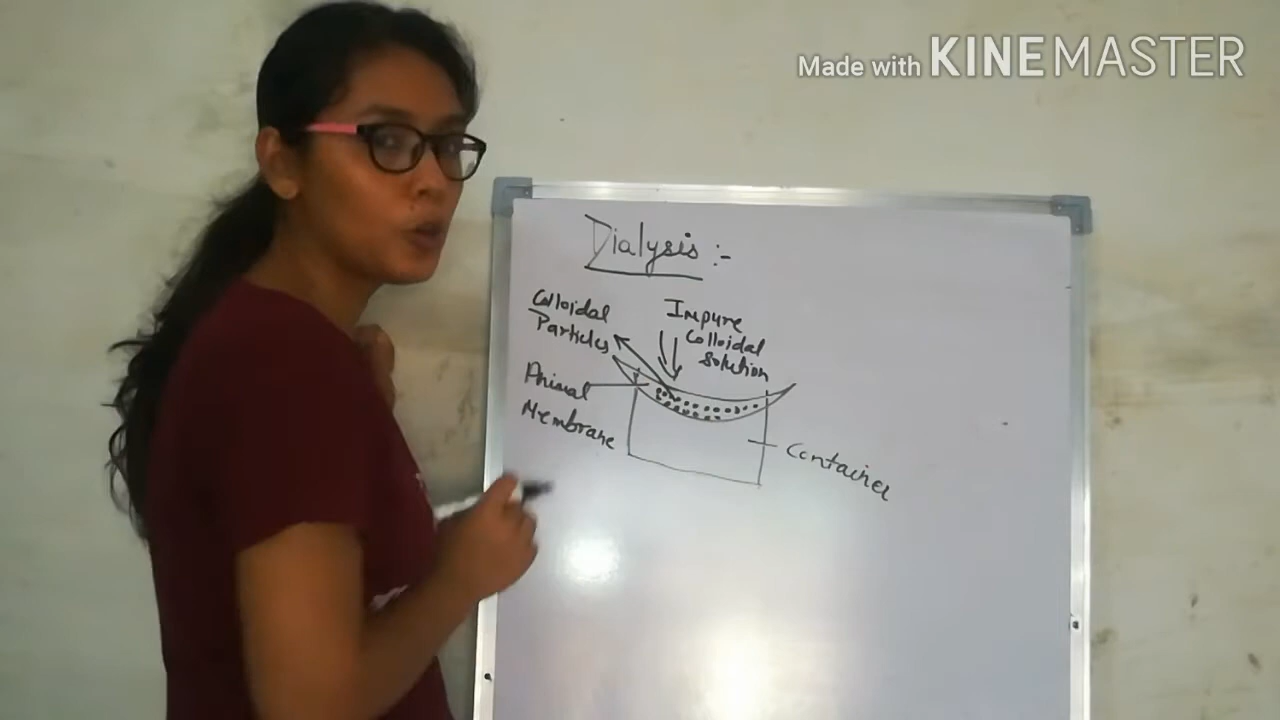 Made with KINEMASTER
Dialysis :-
Colloidal
Particles
Impure
Colloidal
Solution
Animal
Membrane
Container